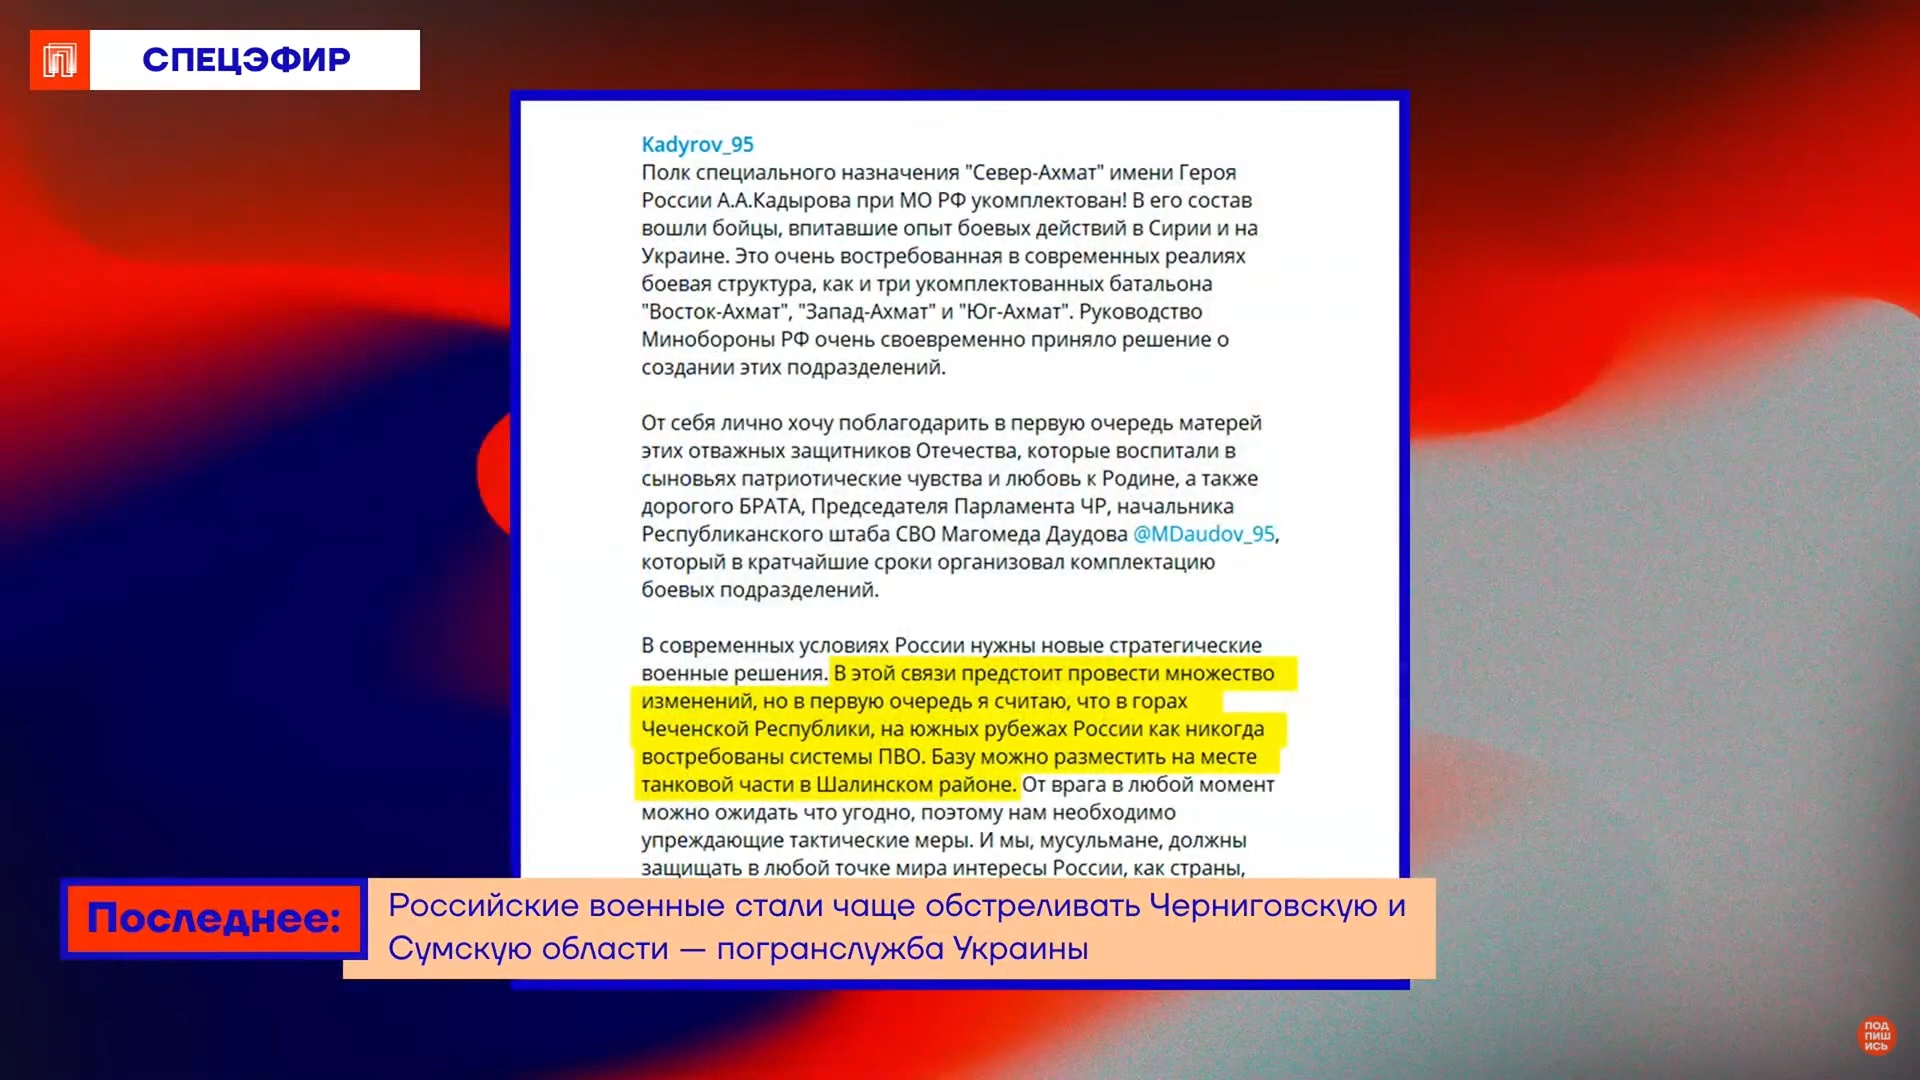 СПЕЦЭФИР
Kadyrov_95
Полк специального назначения "Север-Ахмат" имени Героя
России А.А.Кадырова при МО РФ укомплектован! В его состав
вошли бойцы, впитавшие опыт боевых действий в Сирии и на
Украине. Это очень востребованная в современных реалиях
боевая структура, как и три укомплектованных батальона
"Восток-Ахмат", "Запад-Ахмат" и "Юг-Ахмат". Руководство
Минобороны РФ очень своевременно приняло решение о
создании этих подразделений.
От себя лично хочу поблагодарить в первую очередь матерей
этих отважных защитников Отечества, которые воспитали в
сыновьях патриотические чувства и любовь к Родине, а также
дорогого БРАТА, Председателя Парламента ЧР, начальника
Республиканского штаба СВО Магомеда Даудова @MDaudov_95,
который в кратчайшие сроки организовал комплектацию
боевых подразделений.
В современных условиях России нужны новые стратегические
военные решения. В этой связи предстоит провести множество
изменений, но в первую очередь я считаю, что в горах
Чеченской Республики, на южных рубежах России как никогда
востребованы системы ПВО. Базу можно разместить на месте
танковой части в Шалинском районе. От врага в любой момент
можно ожидать что угодно, поэтому нам необходимо
упреждающие тактические меры. И мы, мусульмане, должны
защищать в любой точке мира интересы России, как страны,
Последнее:
Российские военные стали чаще обстреливать Черниговскую и
Сумскую области — погранслужба Украины
ПОД
ПИШ
ИСЬ